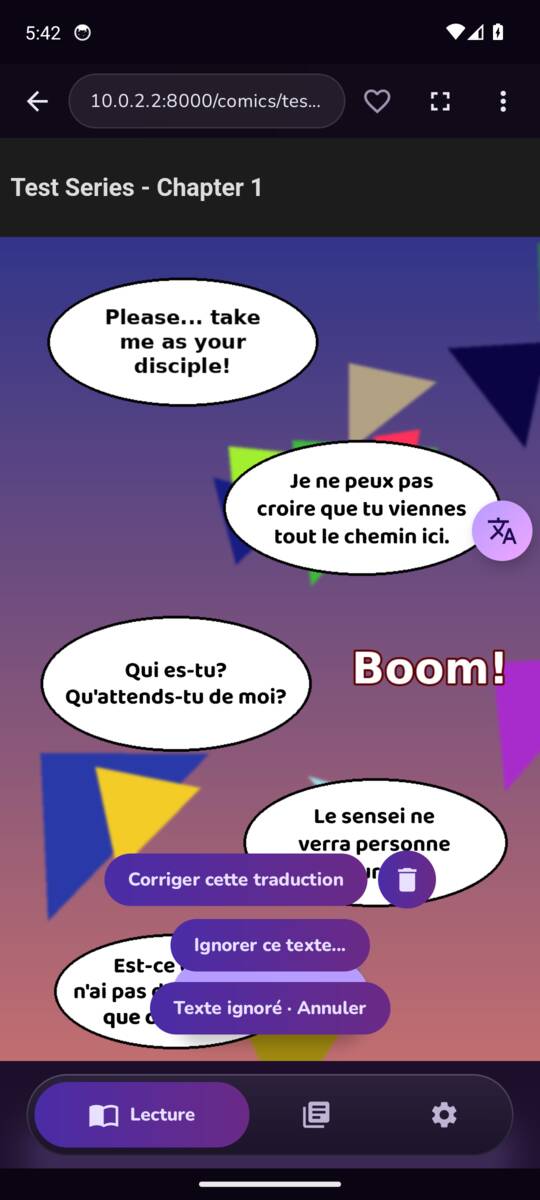 5:42
10.0.2.2:8000/comics/tes...
Test Series - Chapter 1
Please... take
me as your
disciple!
Je ne peux pas
croire que tu viennes
tout le chemin ici.
Qui es-tu?
Qu'attends-tu de moi?
Boom!
Le sensei ne
verra personne
Corriger cette traduction
Ignorer ce texte...
Est-ce
n'ai pas
que
Texte ignoré · Annuler
Lecture